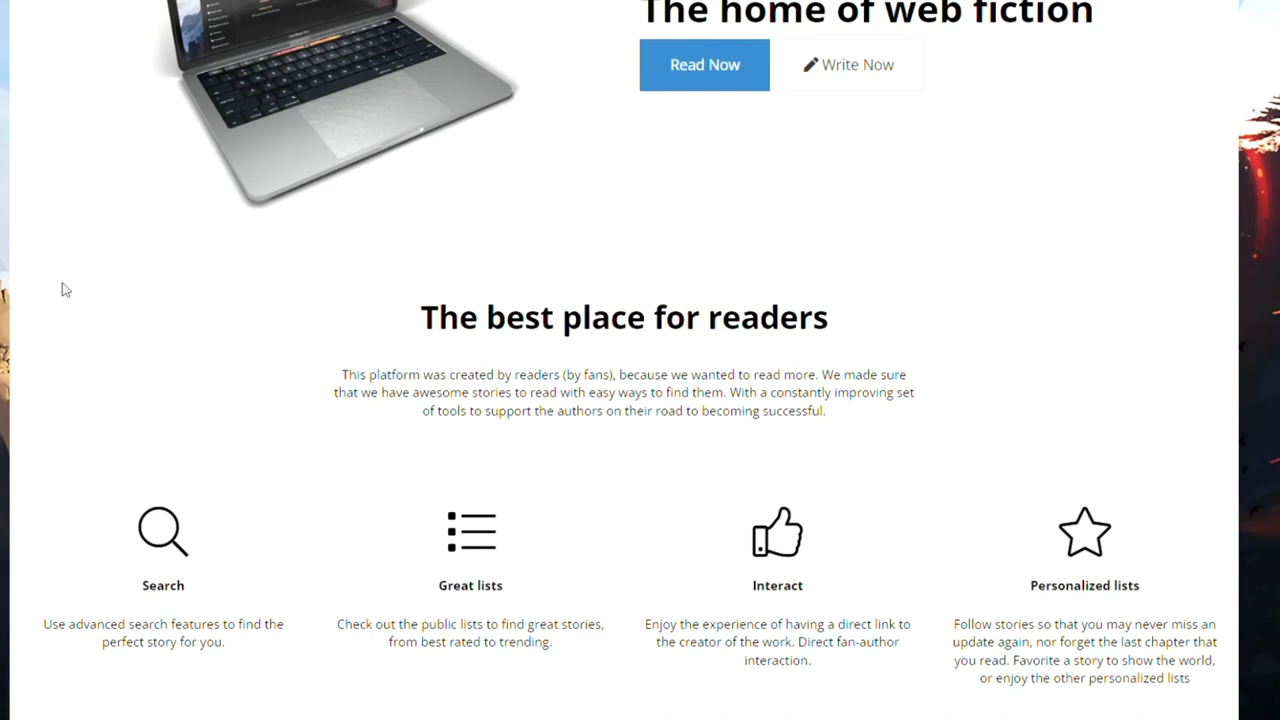 The home of web fiction
Read Now
Write Now
The best place for readers
This platform was created by readers (by fans), because we wanted to read more. We made sure
that we have awesome stories to read with easy ways to find them. With a constantly improving set
of tools to support the authors on their road to becoming successful.
Search
Use advanced search features to find the
perfect story for you.
Great lists
Check out the public lists to find great stories,
from best rated to trending.
Interact
Enjoy the experience of having a direct link to
the creator of the work. Direct fan-author
interaction.
Personalized lists
Follow stories so that you may never miss an
update again, nor forget the last chapter that
you read. Favorite a story to show the world,
or enjoy the other personalized lists